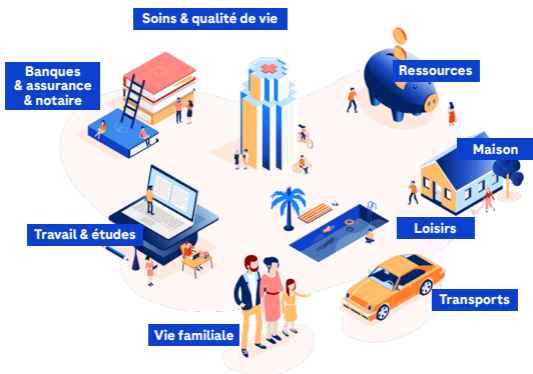 Soins & qualité de vie
Banques
& assurance
& notaire
Ressources
Maison
Travail & études
Loisirs
Transports
Vie familiale